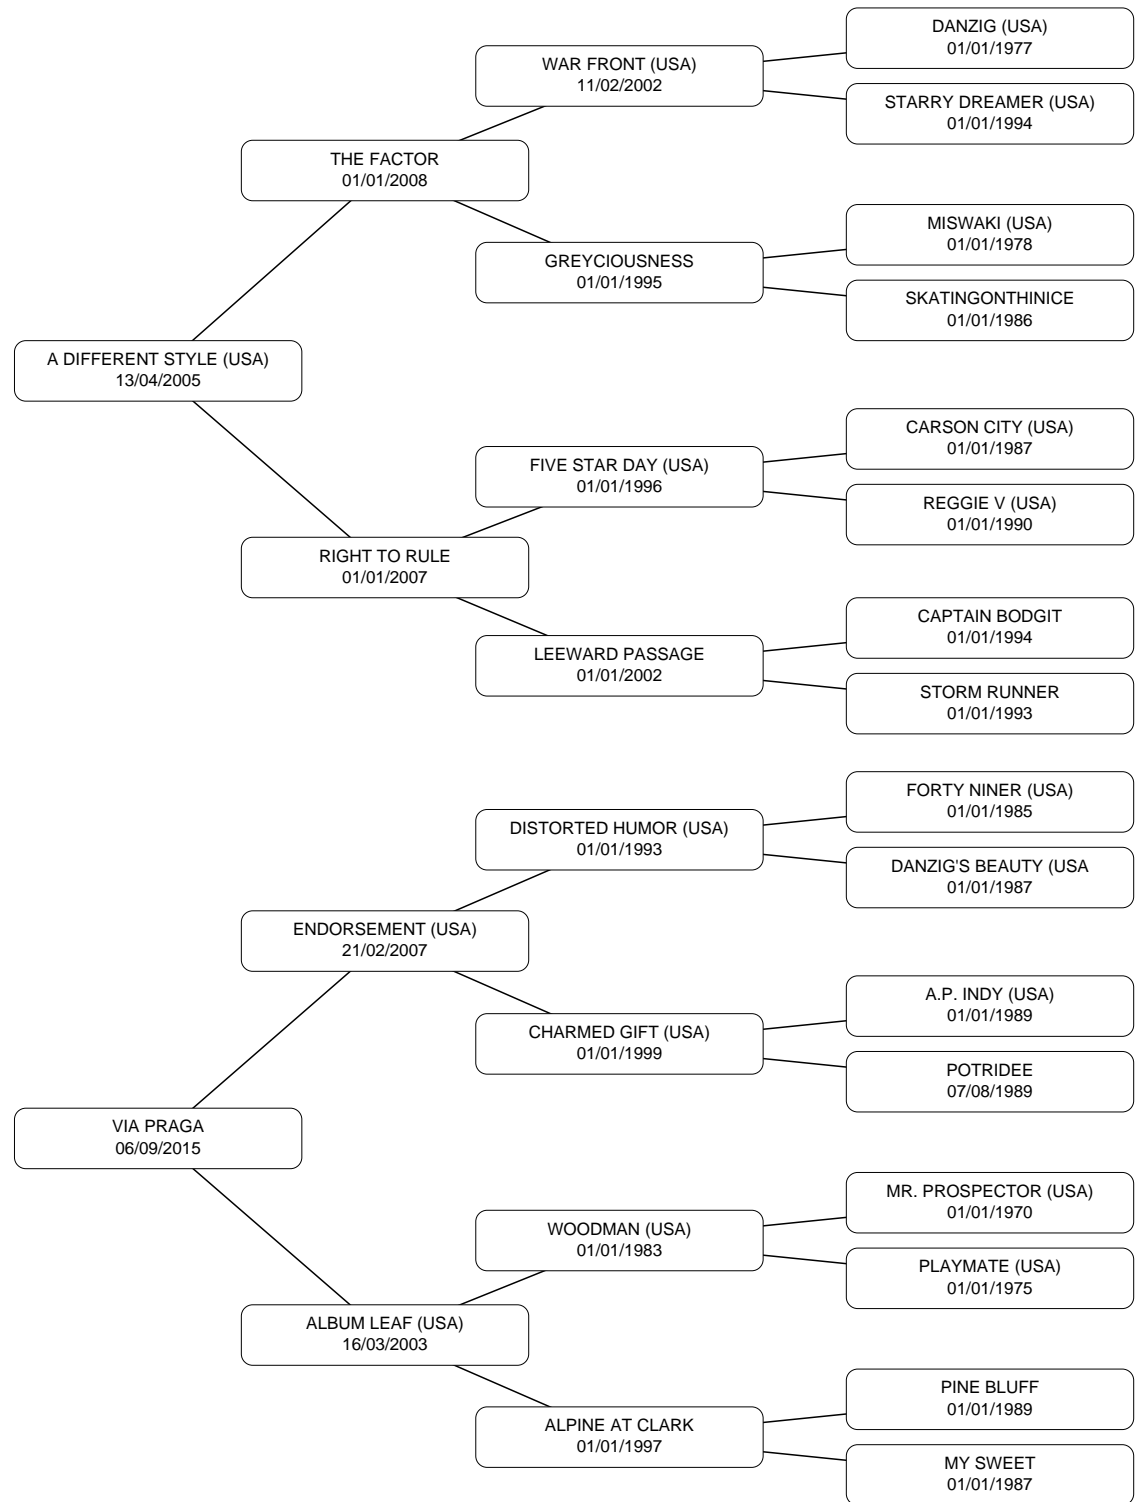 DANZIG (USA)
01/01/1977
WAR FRONT (USA)
11/02/2002
STARRY DREAMER (USA)
01/01/1994
THE FACTOR
01/01/2008
MISWAKI (USA)
01/01/1978
GREYCIOUSNESS
01/01/1995
SKATINGONTHINICE
01/01/1986
A DIFFERENT STYLE (USA)
13/04/2005
CARSON CITY (USA)
01/01/1987
FIVE STAR DAY (USA)
01/01/1996
REGGIE V (USA)
01/01/1990
RIGHT TO RULE
01/01/2007
CAPTAIN BODGIT
01/01/1994
LEEWARD PASSAGE
01/01/2002
STORM RUNNER
01/01/1993
FORTY NINER (USA)
01/01/1985
DISTORTED HUMOR (USA)
01/01/1993
DANZIG'S BEAUTY (USA
01/01/1987
ENDORSEMENT (USA)
21/02/2007
A.P. INDY (USA)
01/01/1989
CHARMED GIFT (USA)
01/01/1999
POTRIDEE
07/08/1989
VIA PRAGA
06/09/2015
MR. PROSPECTOR (USA)
01/01/1970
WOODMAN (USA)
01/01/1983
PLAYMATE (USA)
01/01/1975
ALBUM LEAF (USA)
16/03/2003
PINE BLUFF
01/01/1989
ALPINE AT CLARK
01/01/1997
MY SWEET
01/01/1987